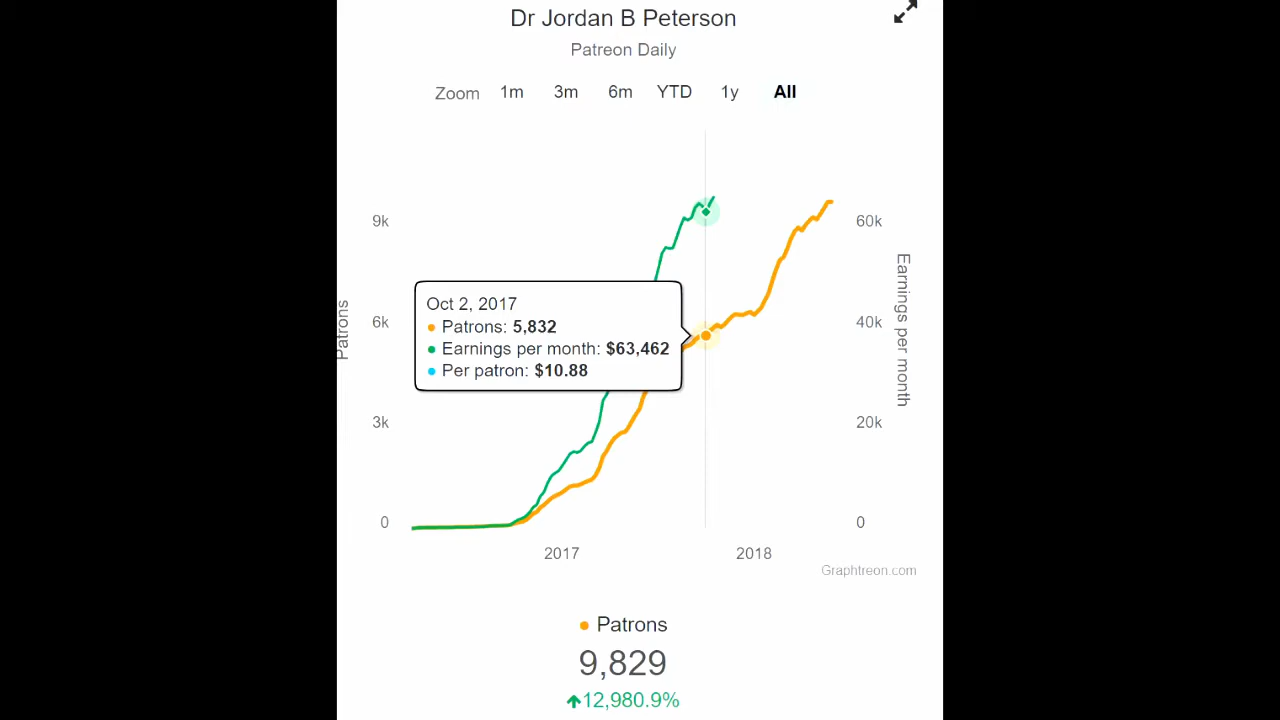 Dr Jordan B Peterson
Patreon Daily
Zoom 1m 3m 6m YTD 1y All
9k 60k
6k 40k
3k 20k
0 0
Patrons
Earnings per month
Oct 2, 2017
Patrons: 5,832
Earnings per month: $63,462
Per patron: $10.88
2017 2018
Graphtreon.com
Patrons
9,829
12,980.9%